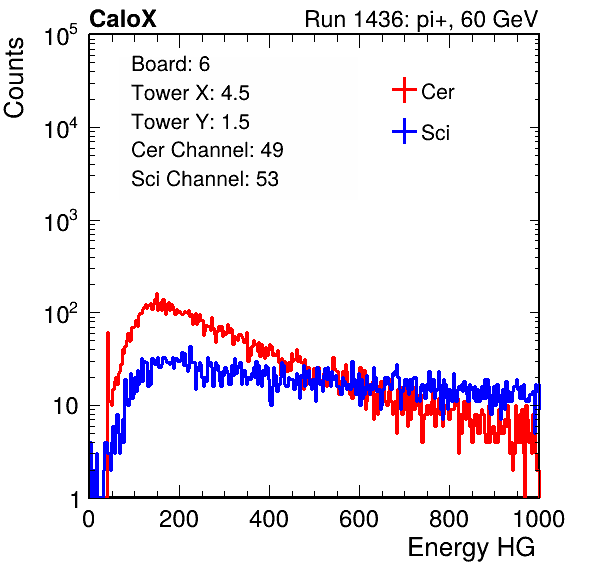 CaloX Run 1436: pi+, 60 GeV
Counts
10^5
10^4
10^3
10^2
10
1
Board: 6
Tower X: 4.5
Tower Y: 1.5
Cer Channel: 49
Sci Channel: 53
Cer
Sci
0 200 400 600 800 1000
Energy HG